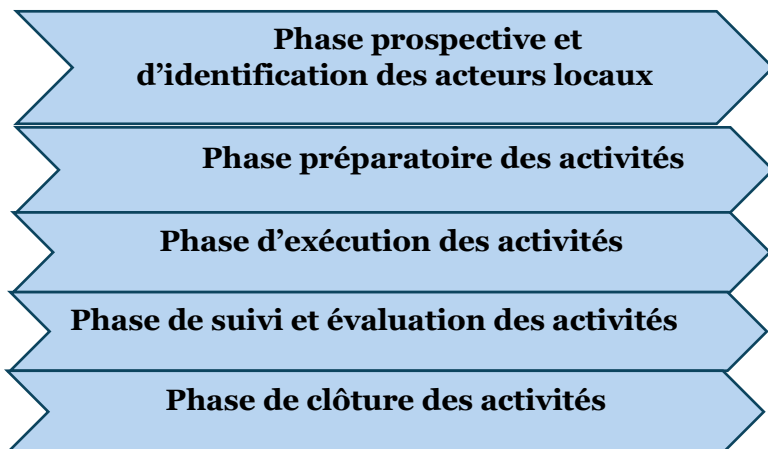 Phase prospective et
d’identification des acteurs locaux
Phase préparatoire des activités
Phase d’exécution des activités
Phase de suivi et évaluation des activités
Phase de clôture des activités